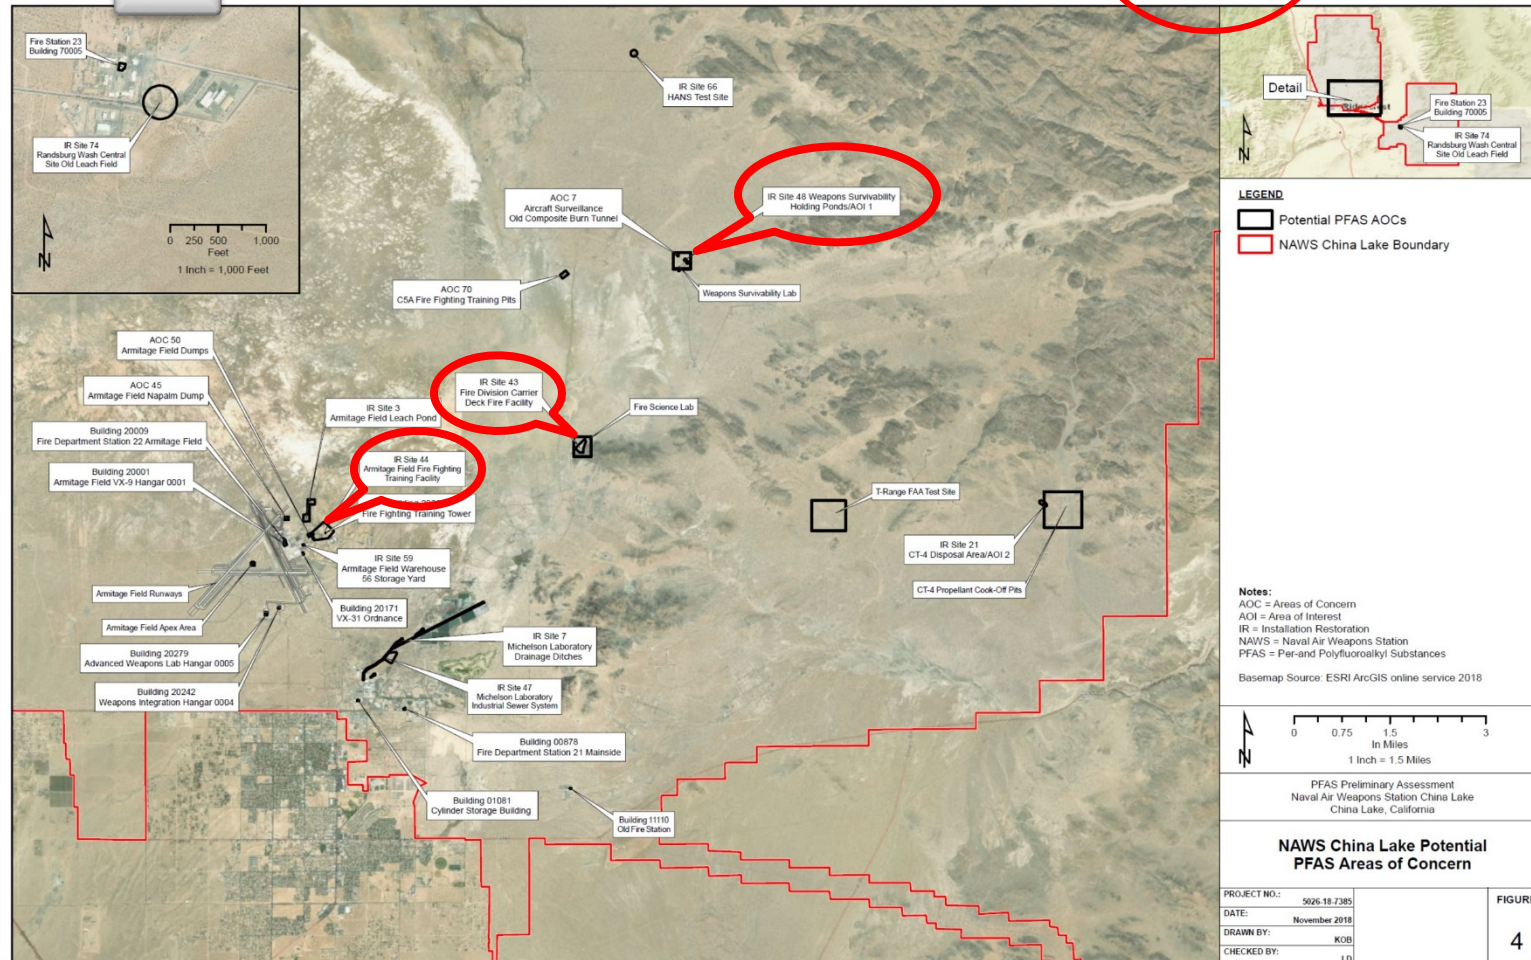 Fire Station 23
Building 70005
IR Site 74
Randsburg Wash Central
Site Old Leach Field
N
0 250 500 1,000
Feet
1 Inch = 1,000 Feet
IR Site 66
HANS Test Site
AOC 7
Aircraft Surveillance
Old Composite Burn Tunnel
IR Site 48 Weapons Survivability
Holding Ponds/AOI 1
AOC 70
C5A Fire Fighting Training Pits
Weapons Survivability Lab
AOC 50
Armitage Field Dumps
AOC 45
Armitage Field Napalm Dump
IR Site 3
Armitage Field Leach Pond
IR Site 43
Fire Division Carrier
Deck Fire Facility
Fire Science Lab
Building 20009
Fire Department Station 22 Armitage Field
Building 20001
Armitage Field VX-9 Hangar 0001
IR Site 44
Armitage Field Fire Fighting
Training Facility
Fire Fighting Training Tower
T-Range FAA Test Site
IR Site 21
CT-4 Disposal Area/AOI 2
CT-4 Propellant Cook-Off Pits
IR Site 59
Armitage Field Warehouse
56 Storage Yard
Armitage Field Runways
Building 20171
VX-31 Ordnance
Armitage Field Apex Area
Building 20279
Advanced Weapons Lab Hangar 0005
IR Site 7
Michelson Laboratory
Drainage Ditches
Building 20242
Weapons Integration Hangar 0004
IR Site 47
Michelson Laboratory
Industrial Sewer System
Building 00878
Fire Department Station 21 Mainside
Building 01081
Cylinder Storage Building
Building 11110
Old Fire Station
Detail
Fire Station 23
Building 70005
IR Site 74
Randsburg Wash Central
Site Old Leach Field
N
LEGEND
Potential PFAS AOCs
NAWS China Lake Boundary
Notes:
AOC = Areas of Concern
AOI = Area of Interest
IR = Installation Restoration
NAWS = Naval Air Weapons Station
PFAS = Per-and Polyfluoroalkyl Substances
Basemap Source: ESRI ArcGIS online service 2018
N
0 0.75 1.5 3
In Miles
1 Inch = 1.5 Miles
PFAS Preliminary Assessment
Naval Air Weapons Station China Lake
China Lake, California
NAWS China Lake Potential
PFAS Areas of Concern
PROJECT NO.: 5026-18-7385
DATE: November 2018
DRAWN BY: KOB
CHECKED BY:
FIGURE
4